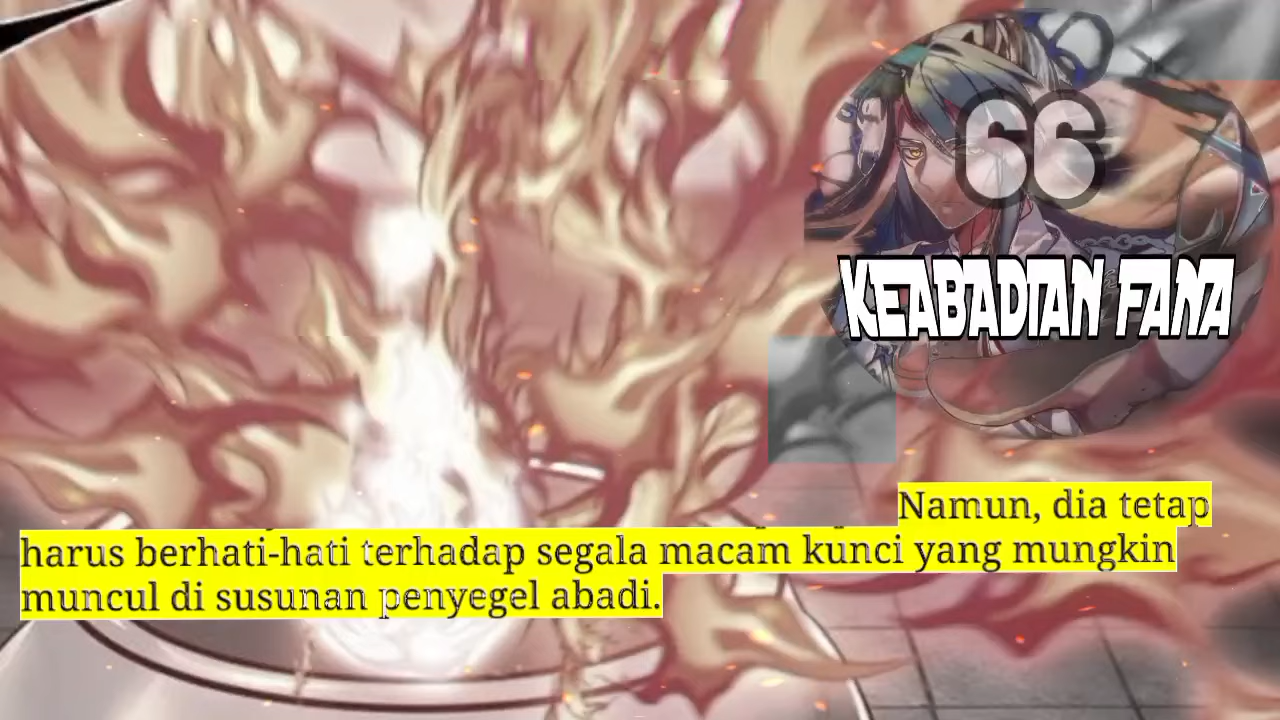 66
KEABADIAN FANA
Namun, dia tetap
harus berhati-hati terhadap segala macam kunci yang mungkin
muncul di susunan penyegel abadi.